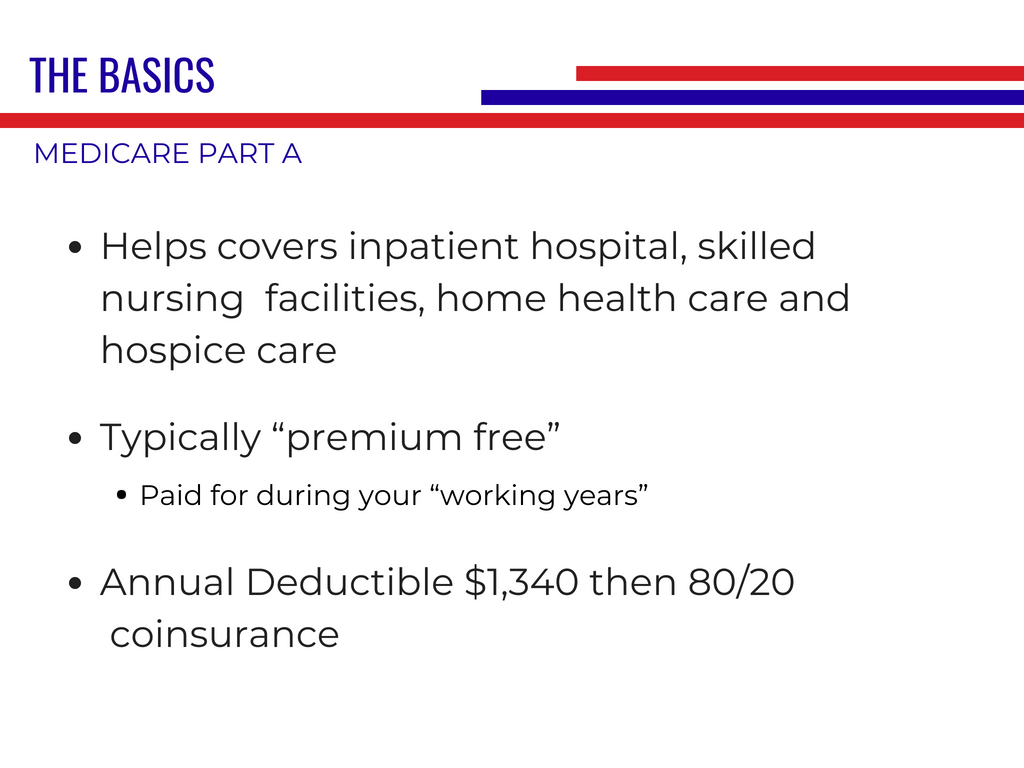 THE BASICS
MEDICARE PART A
• Helps covers inpatient hospital, skilled
nursing  facilities, home health care and
hospice care
• Typically “premium free”
• Paid for during your “working years”
• Annual Deductible $1,340 then 80/20
coinsurance